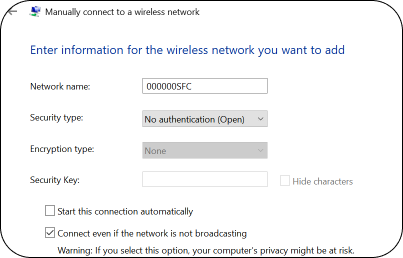 Manually connect to a wireless network
Enter information for the wireless network you want to add
Network name: 000000SFC
Security type: No authentication (Open)
Encryption type: None
Security Key: Hide characters
Start this connection automatically
Connect even if the network is not broadcasting
Warning: If you select this option, your computer's privacy might be at risk.